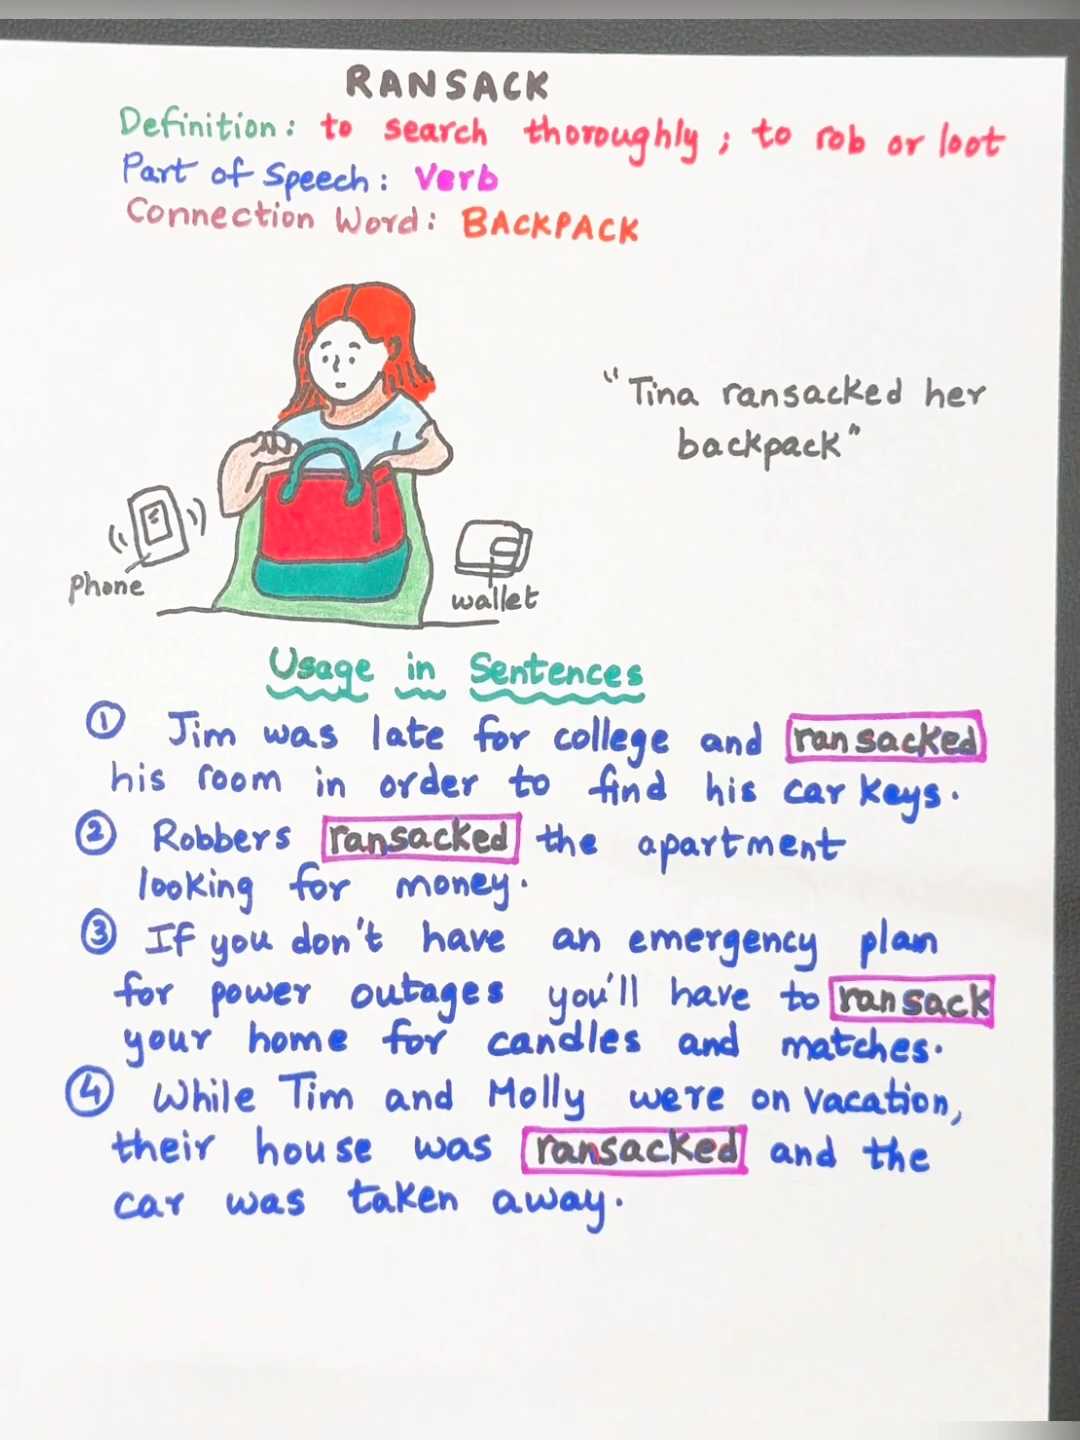 RANSACK
Definition: to search thoroughly; to rob or loot
Part of Speech: Verb
Connection Word: BACKPACK
"Tina ransacked her
backpack"
Phone
wallet
Usage in Sentences
① Jim was late for college and ransacked
his room in order to find his car keys.
② Robbers ransacked the apartment
looking for money.
③ If you don't have an emergency plan
for power outages you'll have to ransack
your home for candles and matches.
④ While Tim and Molly were on vacation,
their house was ransacked and the
car was taken away.